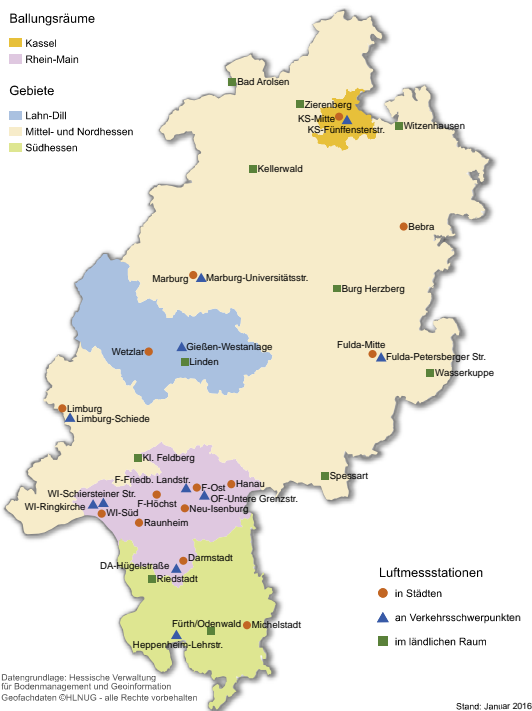 Ballungsräume
Kassel
Rhein-Main
Gebiete
Lahn-Dill
Mittel- und Nordhessen
Südhessen
Bad Arolsen
Zierenberg
KS-Mitte
KS-Fünffensterstr.
Witzenhausen
Kellerwald
Bebra
Marburg
Marburg-Universitätsstr.
Burg Herzberg
Gießen-Westanlage
Wetzlar
Linden
Fulda-Mitte
Fulda-Petersberger Str.
Wasserkuppe
Limburg
Limburg-Schiede
Kl. Feldberg
Spessart
F-Friedb. Landstr.
F-Ost
Hanau
WI-Schiersteiner Str.
OF-Untere Grenzstr.
WI-Ringkirche
F-Höchst
WI-Süd
Neu-Isenburg
Raunheim
Darmstadt
DA-Hügelstraße
Riedstadt
Fürth/Odenwald
Michelstadt
Heppenheim-Lehrstr.
Luftmessstationen
in Städten
an Verkehrsschwerpunkten
im ländlichen Raum
Datengrundlage: Hessische Verwaltung
für Bodenmanagement und Geoinformation
Geofachdaten ©HLNUG - alle Rechte vorbehalten
Stand: Januar 2016